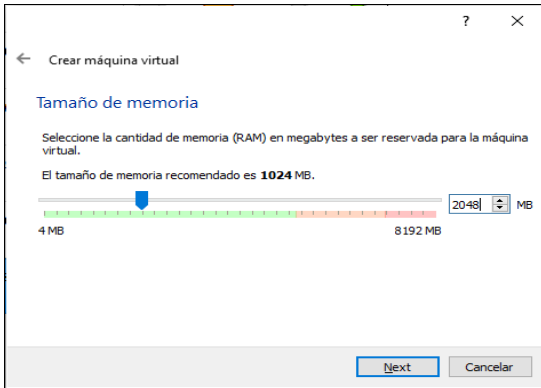 ?
Crear máquina virtual
Tamaño de memoria
Seleccione la cantidad de memoria (RAM) en megabytes a ser reservada para la máquina
virtual.
El tamaño de memoria recomendado es 1024 MB.
2048 MB
4 MB 8192 MB
Next Cancelar